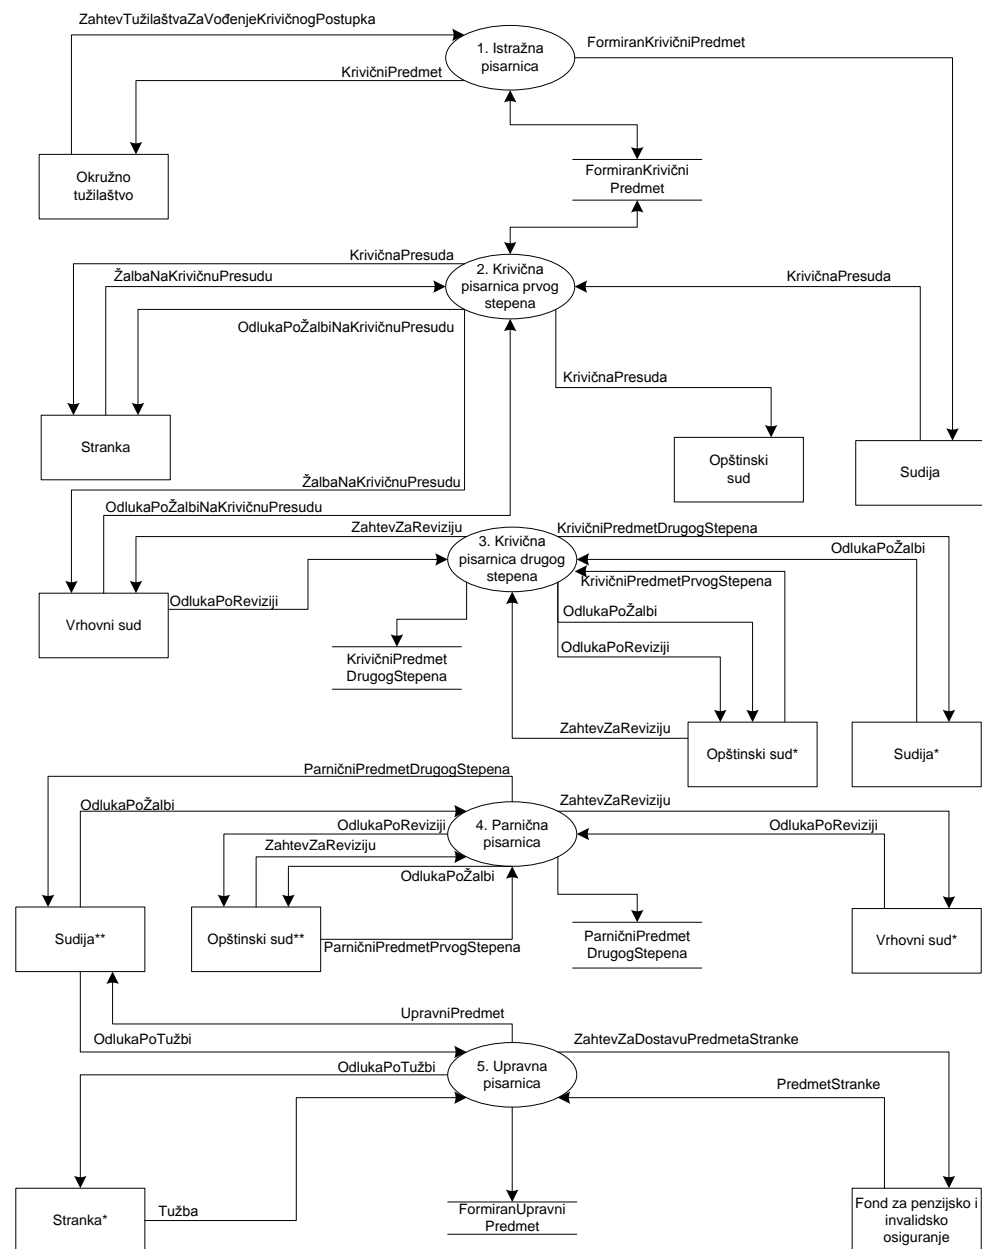 ZahtevTužilaštvaZaVođenjeKrivičnogPostupka
1. Istražna
pisarnica
FormiranKrivičniPredmet
KrivičniPredmet
Okružno
tužilaštvo
FormiranKrivični
Predmet
KrivičnaPresuda
ŽalbaNaKrivičnuPresudu
2. Krivična
pisarnica prvog
stepena
KrivičnaPresuda
OdlukaPoŽalbiNaKrivičnuPresudu
KrivičnaPresuda
Stranka
Opštinski
sud
Sudija
ŽalbaNaKrivičnuPresudu
OdlukaPoŽalbiNaKrivičnuPresudu
ZahtevZaReviziju
KrivičniPredmetDrugogStepena
3. Krivična
pisarnica drugog
stepena
OdlukaPoŽalbi
KrivičniPredmetPrvogStepena
OdlukaPoReviziji
OdlukaPoŽalbi
Vrhovni sud
OdlukaPoReviziji
KrivičniPredmet
DrugogStepena
ZahtevZaReviziju
Opštinski sud*
Sudija*
ParničniPredmetDrugogStepena
OdlukaPoŽalbi
ZahtevZaReviziju
4. Parnična
pisarnica
OdlukaPoReviziji
OdlukaPoReviziji
ZahtevZaReviziju
OdlukaPoŽalbi
Sudija**
Opštinski sud**
ParničniPredmetPrvogStepena
ParničniPredmet
DrugogStepena
Vrhovni sud*
UpravniPredmet
OdlukaPoTužbi
ZahtevZaDostavuPredmetaStranke
OdlukaPoTužbi
5. Upravna
pisarnica
PredmetStranke
Stranka*
Tužba
FormiranUpravni
Predmet
Fond za penzijsko i
invalidsko
osiguranje